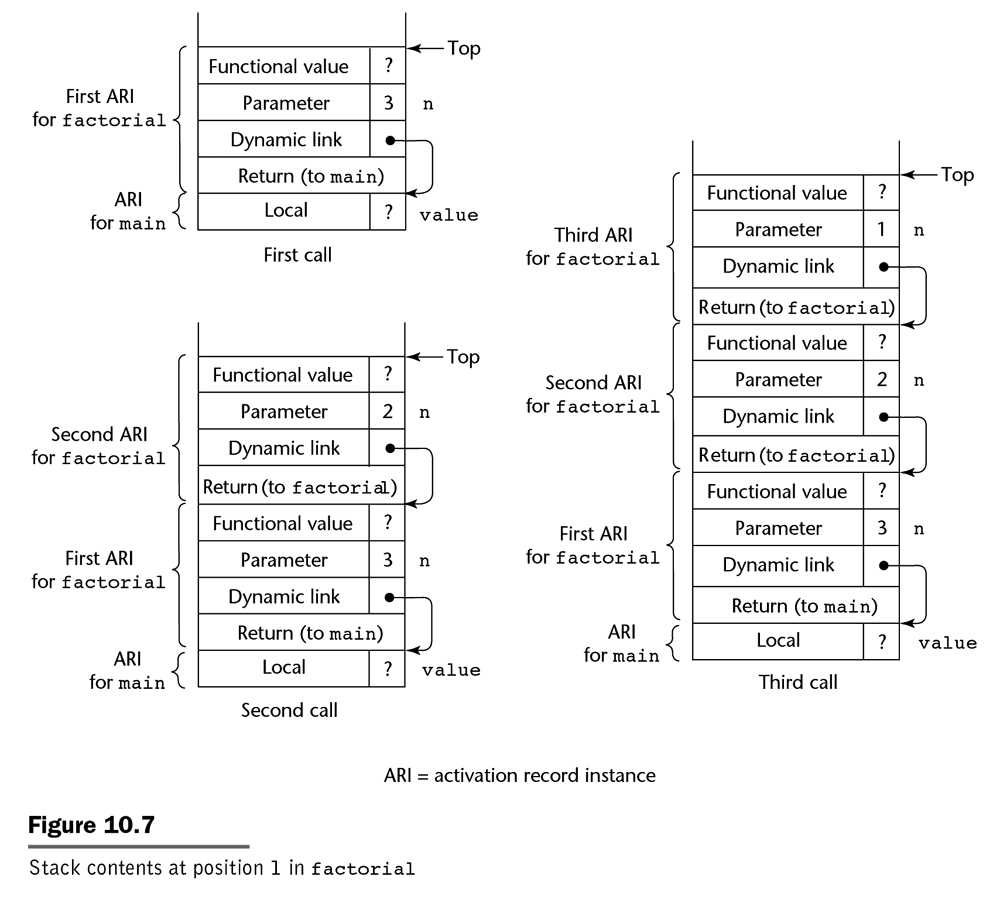 Top
Functional value ?
First ARI
for factorial
Parameter 3 n
Dynamic link
Return (to main)
ARI
for main
Local ? value
First call
Top
Functional value ?
Second ARI
for factorial
Parameter 2 n
Dynamic link
Return (to factorial)
Functional value ?
First ARI
for factorial
Parameter 3 n
Dynamic link
Return (to main)
ARI
for main
Local ? value
Second call
Top
Functional value ?
Third ARI
for factorial
Parameter 1 n
Dynamic link
Return (to factorial)
Functional value ?
Second ARI
for factorial
Parameter 2 n
Dynamic link
Return (to factorial)
Functional value ?
First ARI
for factorial
Parameter 3 n
Dynamic link
Return (to main)
ARI
for main
Local ? value
Third call
ARI = activation record instance
Figure 10.7
Stack contents at position 1 in factorial